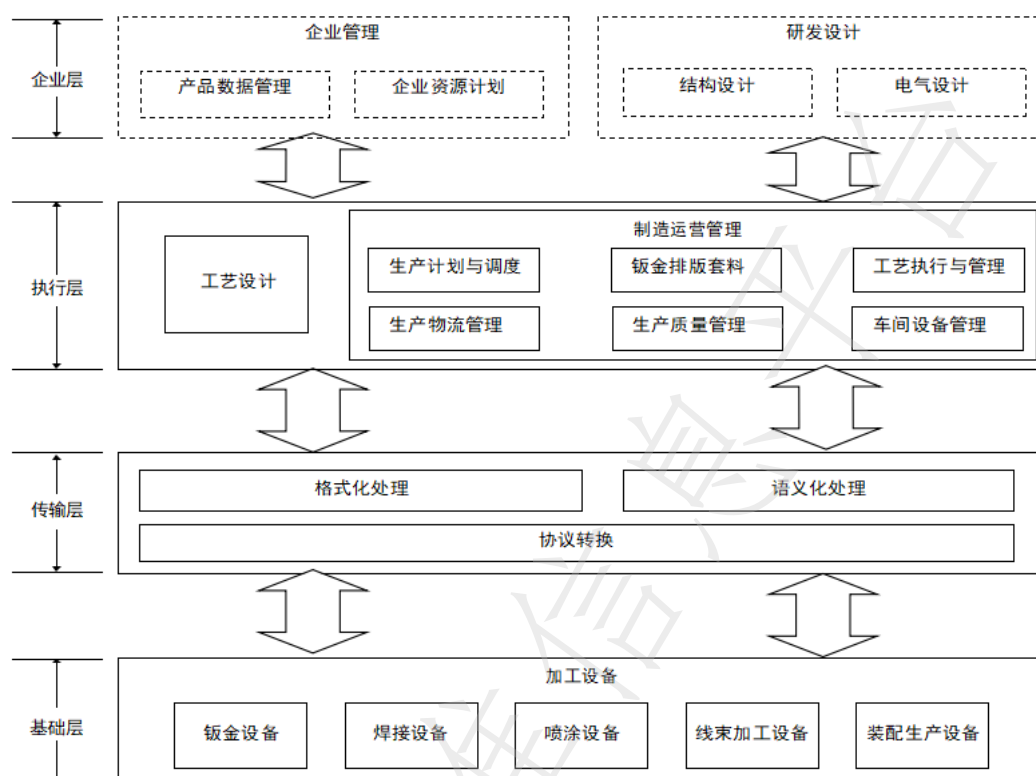 企业管理
研发设计
企业层
产品数据管理
企业资源计划
结构设计
电气设计
执行层
工艺设计
制造运营管理
生产计划与调度
钣金排版套料
工艺执行与管理
生产物流管理
生产质量管理
车间设备管理
传输层
格式化处理
语义化处理
协议转换
基础层
加工设备
钣金设备
焊接设备
喷涂设备
线束加工设备
装配生产设备
准信息平台